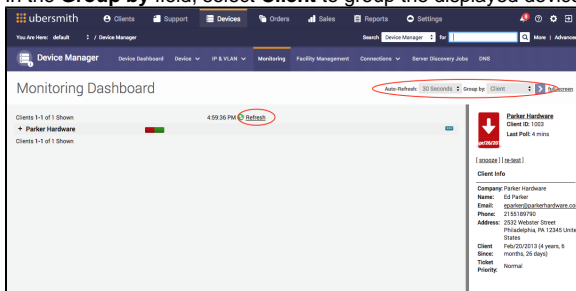 In the Group by field, select Client to group the displayed devices
ubersmith Clients Support Devices Orders Sales Reports Settings
You Are Here: default : / Device Manager Search Device Manager for More | Advanced
Device Manager Device Dashboard Device IP & VLAN Monitoring Facility Management Connections Server Discovery Jobs DNS
Monitoring Dashboard
Auto-Refresh: 30 Seconds Group by: Client full screen
Clients 1-1 of 1 Shown 4:59:36 PM Refresh
+ Parker Hardware
Clients 1-1 of 1 Shown
Parker Hardware
Client ID: 1003
Last Poll: 4 mins
[ snooze ] [ re-test ]
Client Info
Company: Parker Hardware
Name: Ed Parker
Email: eparker@parkerhardware.co
Phone: 2155189790
Address: 2532 Webster Street
Philadelphia, PA 12345 Unite
States
Client Since: Feb/20/2013 (4 years, 6
months, 26 days)
Ticket Priority: Normal